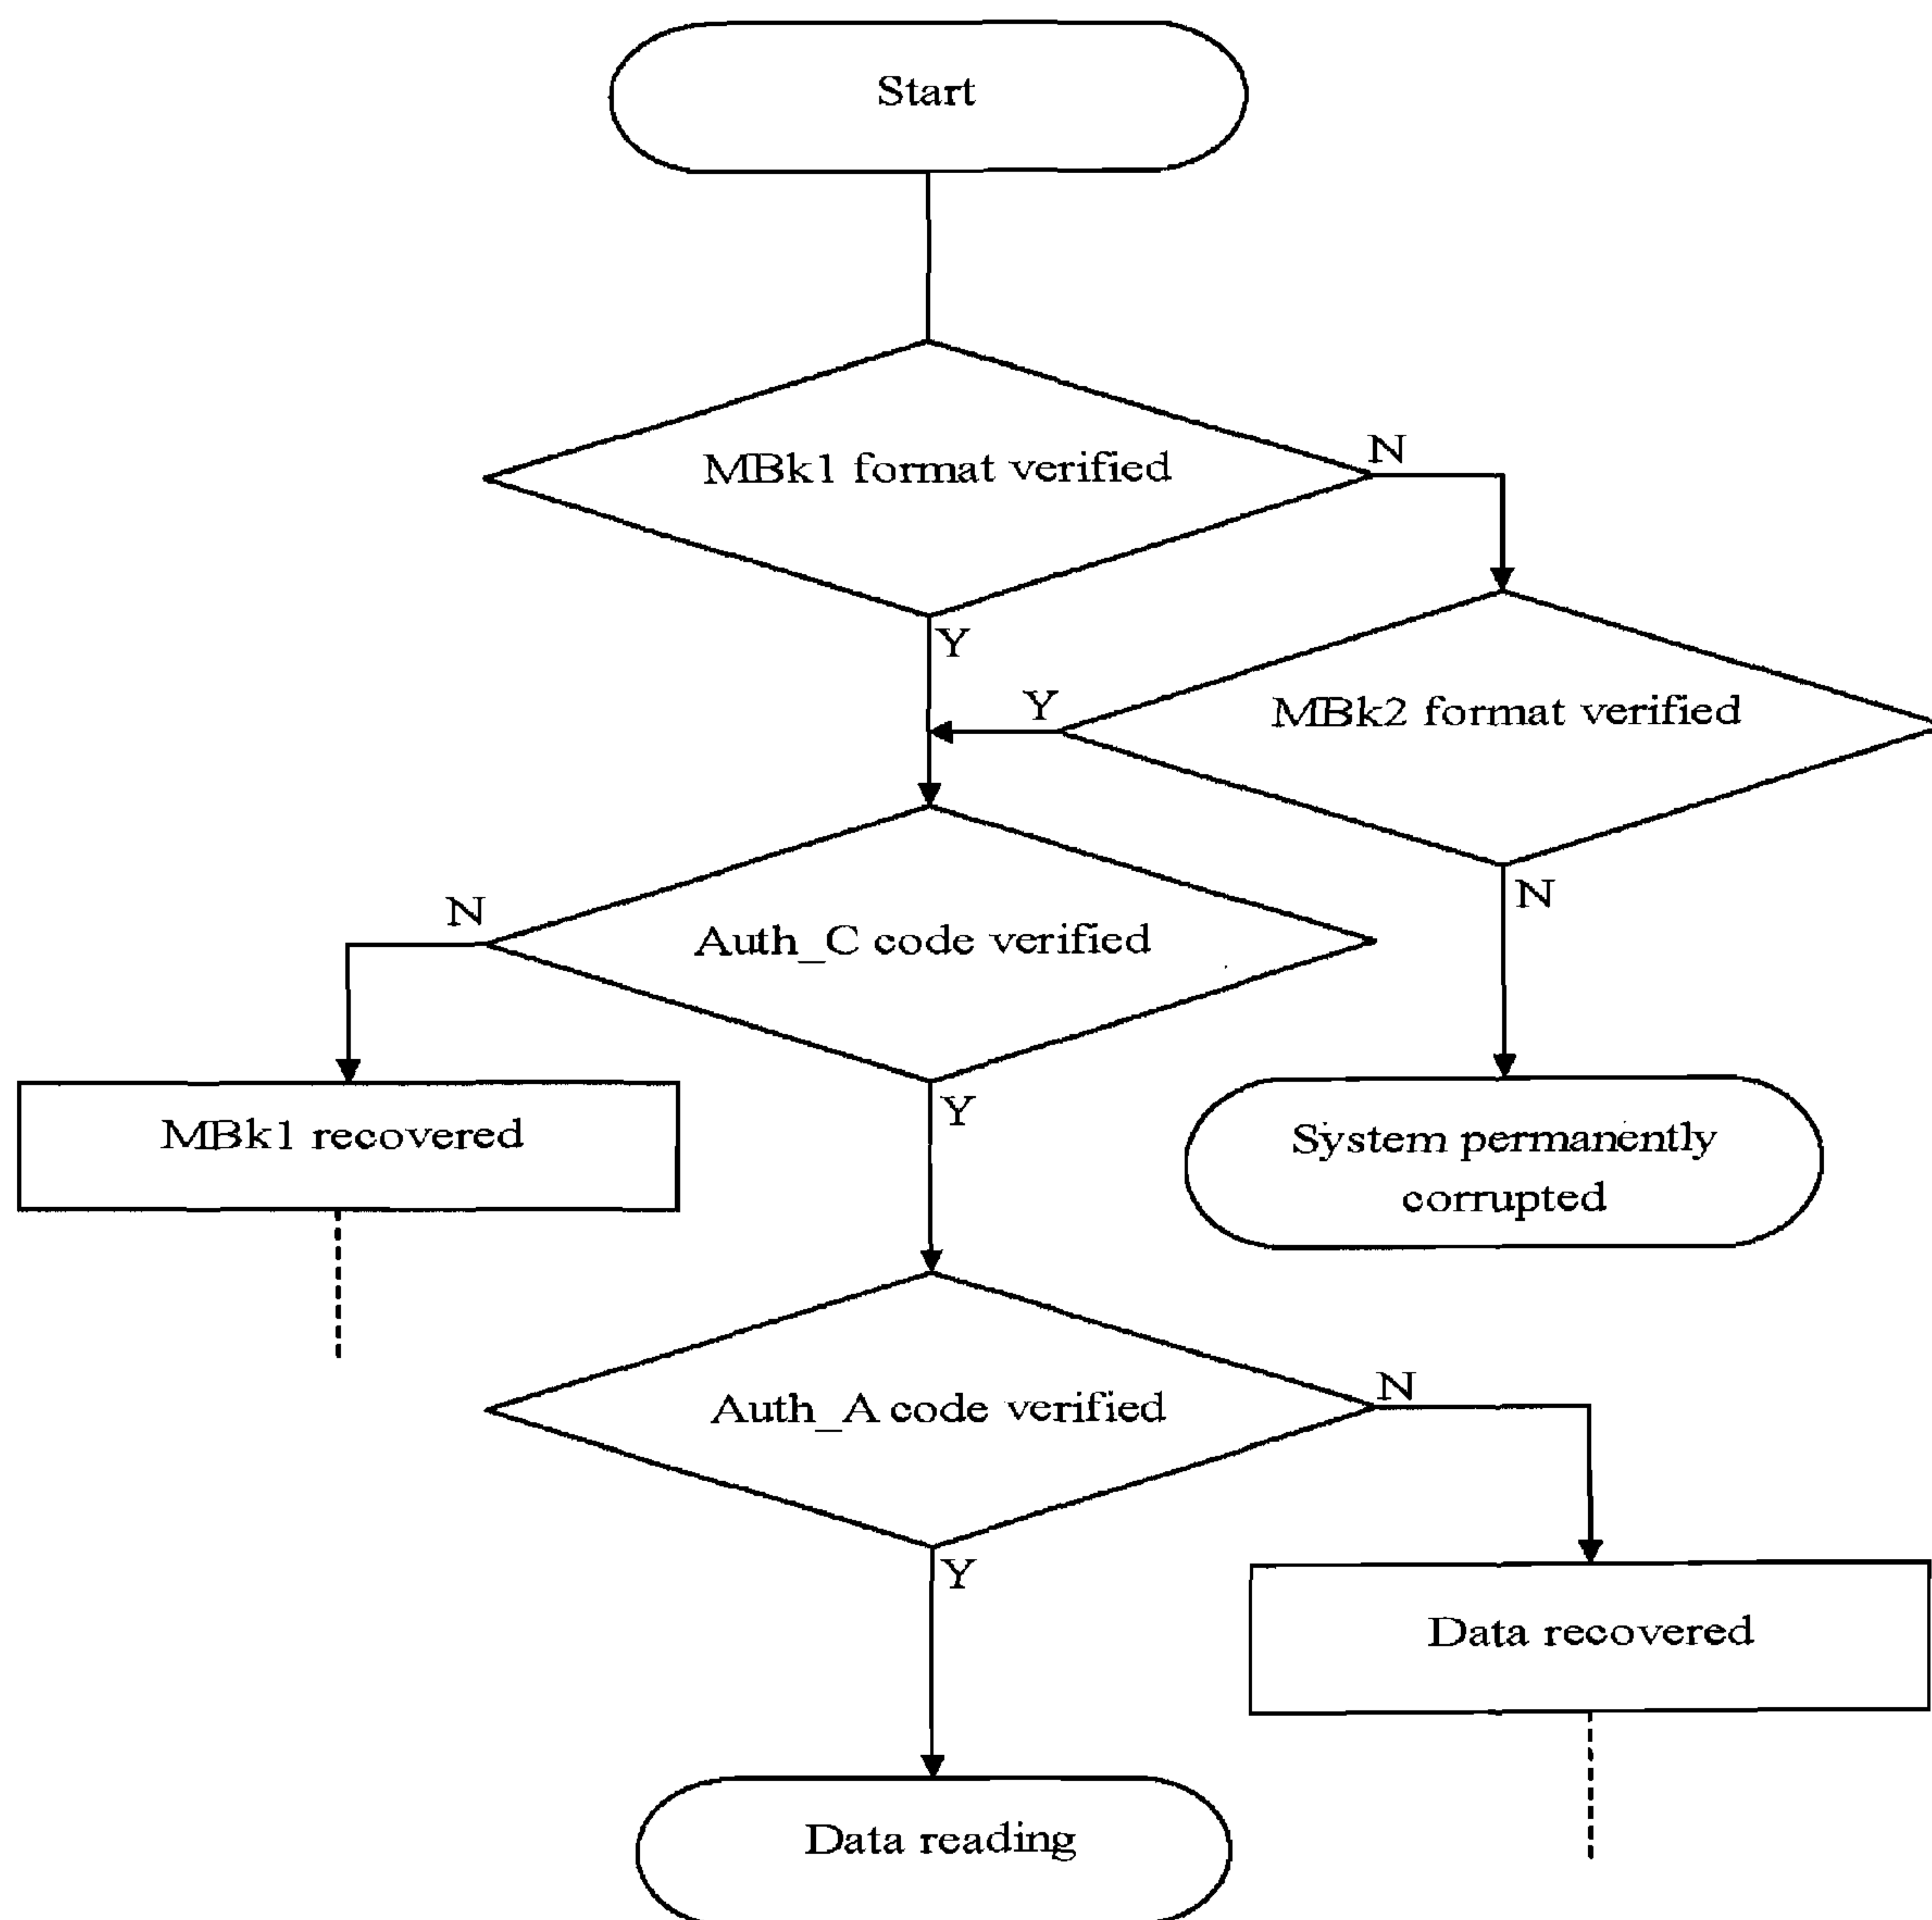 Start
MBk1 format verified
N
Y
Y
MBk2 format verified
N
Auth_C code verified
N
MBk1 recovered
Y
System permanently
corrupted
Auth_A code verified
N
Y
Data recovered
Data reading